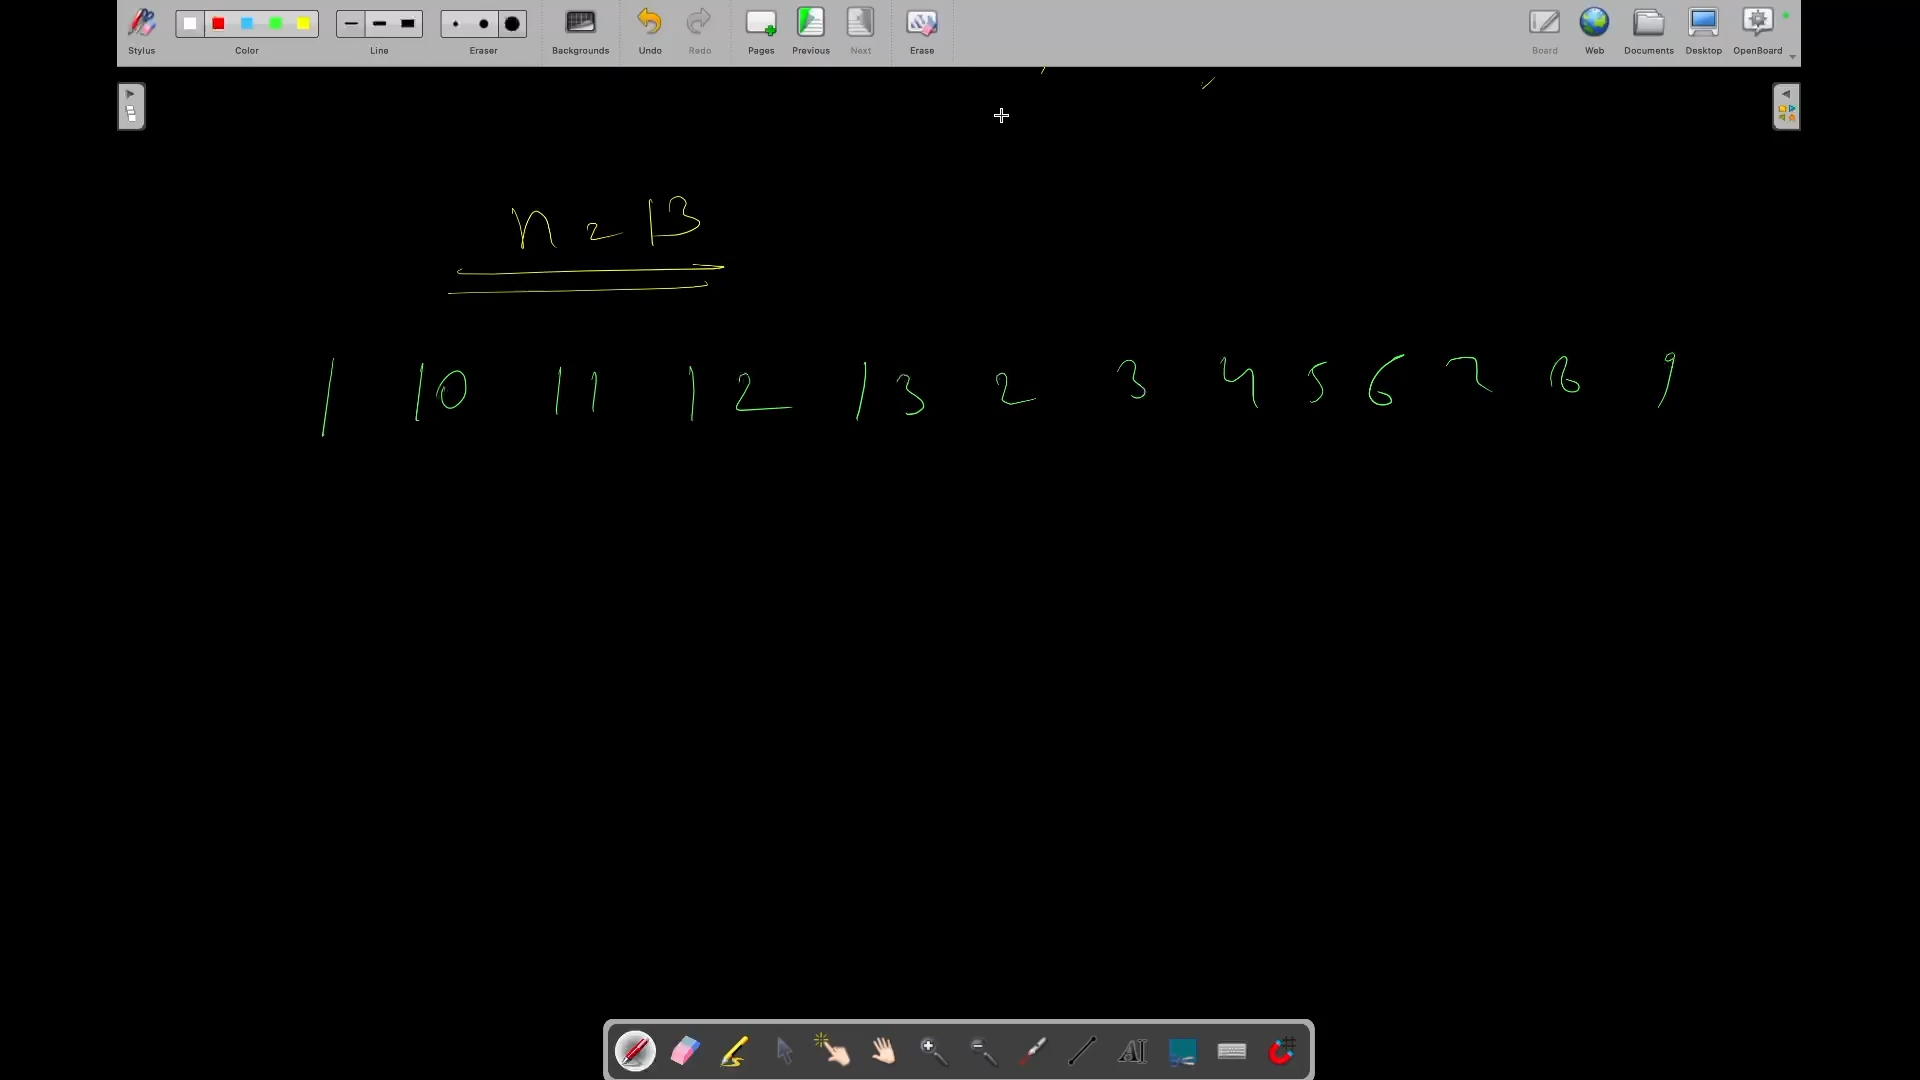 Stylus Color Line Eraser Backgrounds Undo Redo Pages Previous Next Erase Board Web Documents Desktop OpenBoard
n = 13
1 10 11 12 13 2 3 4 5 6 7 8 9
AI